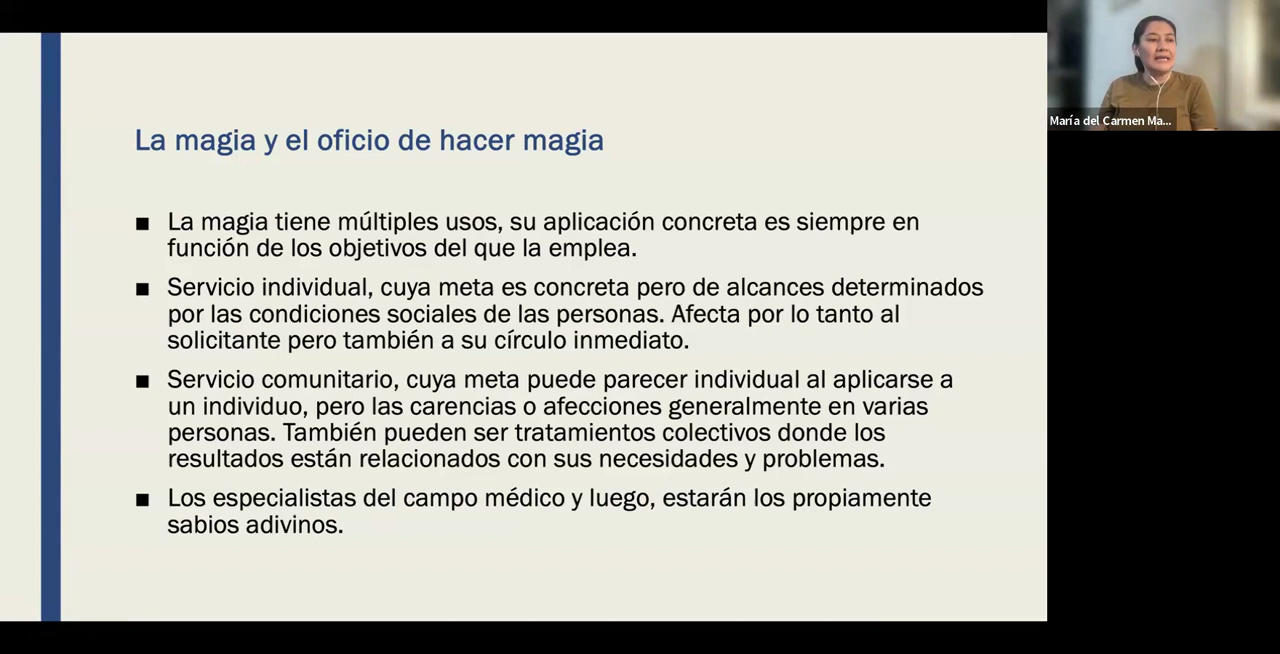 La magia y el oficio de hacer magia
■ La magia tiene múltiples usos, su aplicación concreta es siempre en
función de los objetivos del que la emplea.
■ Servicio individual, cuya meta es concreta pero de alcances determinados
por las condiciones sociales de las personas. Afecta por lo tanto al
solicitante pero también a su círculo inmediato.
■ Servicio comunitario, cuya meta puede parecer individual al aplicarse a
un individuo, pero las carencias o afecciones generalmente en varias
personas. También pueden ser tratamientos colectivos donde los
resultados están relacionados con sus necesidades y problemas.
■ Los especialistas del campo médico y luego, estarán los propiamente
sabios adivinos.
María del Carmen Ma...